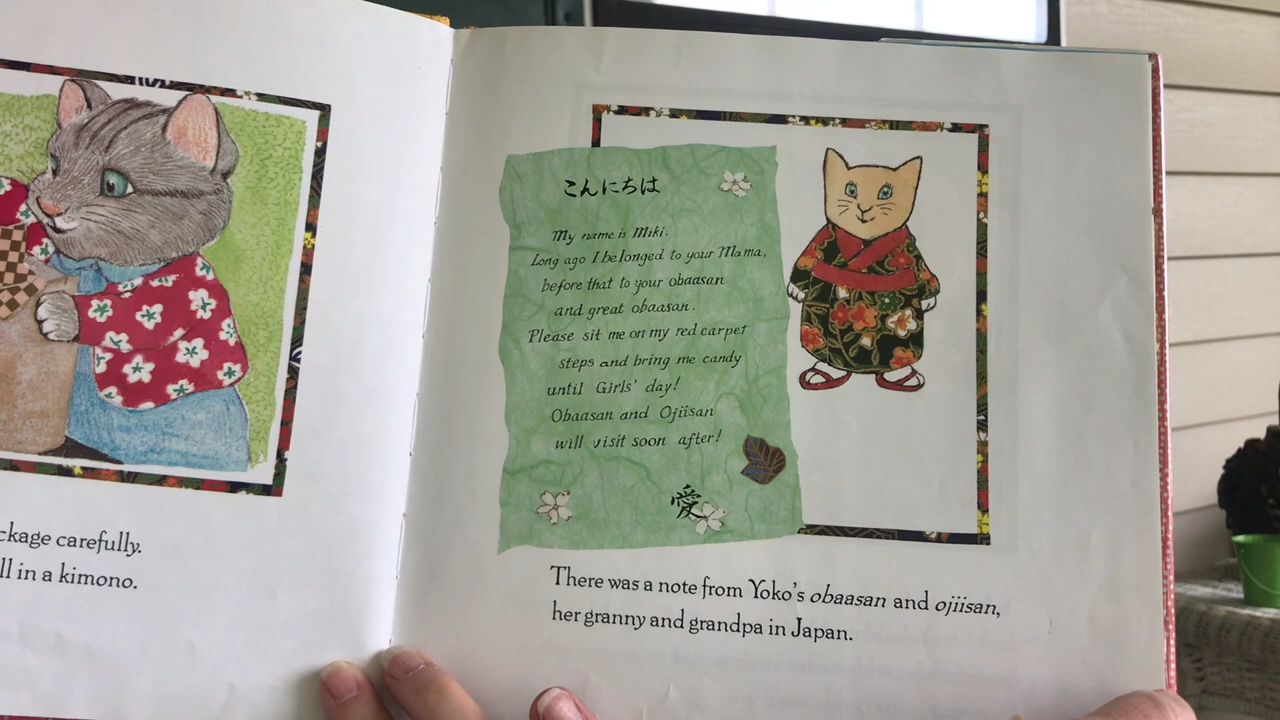 ckage carefully.
ll in a kimono.
こんにちは
My name is Miki.
Long ago I belonged to your Mama,
before that to your obaasan
and great obaasan.
Please sit me on my red carpet
steps and bring me candy
until Girls' day!
Obaasan and Ojiisan
will visit soon after!
愛
There was a note from Yoko's obaasan and ojiisan,
her granny and grandpa in Japan.